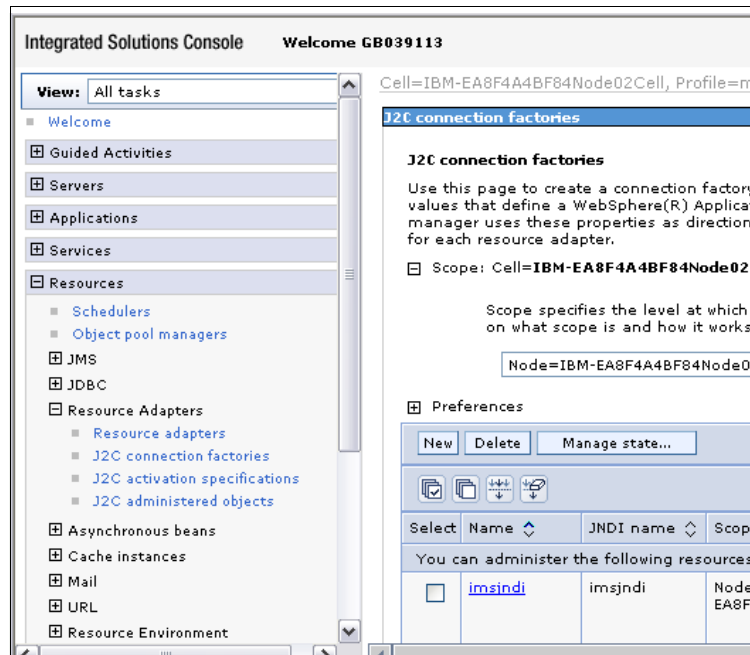 Integrated Solutions Console Welcome GB039113
View: All tasks
Welcome
Guided Activities
Servers
Applications
Services
Resources
Schedulers
Object pool managers
JMS
JDBC
Resource Adapters
Resource adapters
J2C connection factories
J2C activation specifications
J2C administered objects
Asynchronous beans
Cache instances
Mail
URL
Resource Environment
Cell=IBM-EA8F4A4BF84Node02Cell, Profile=m
J2C connection factories
J2C connection factories
Use this page to create a connection factory
values that define a WebSphere(R) Applica
manager uses these properties as direction
for each resource adapter.
Scope: Cell=IBM-EA8F4A4BF84Node02
Scope specifies the level at which
on what scope is and how it works
Node=IBM-EA8F4A4BF84Node0
Preferences
New Delete Manage state...
Select Name JNDI name Scop
You can administer the following resources
imsjndi imsjndi Node
EA8F